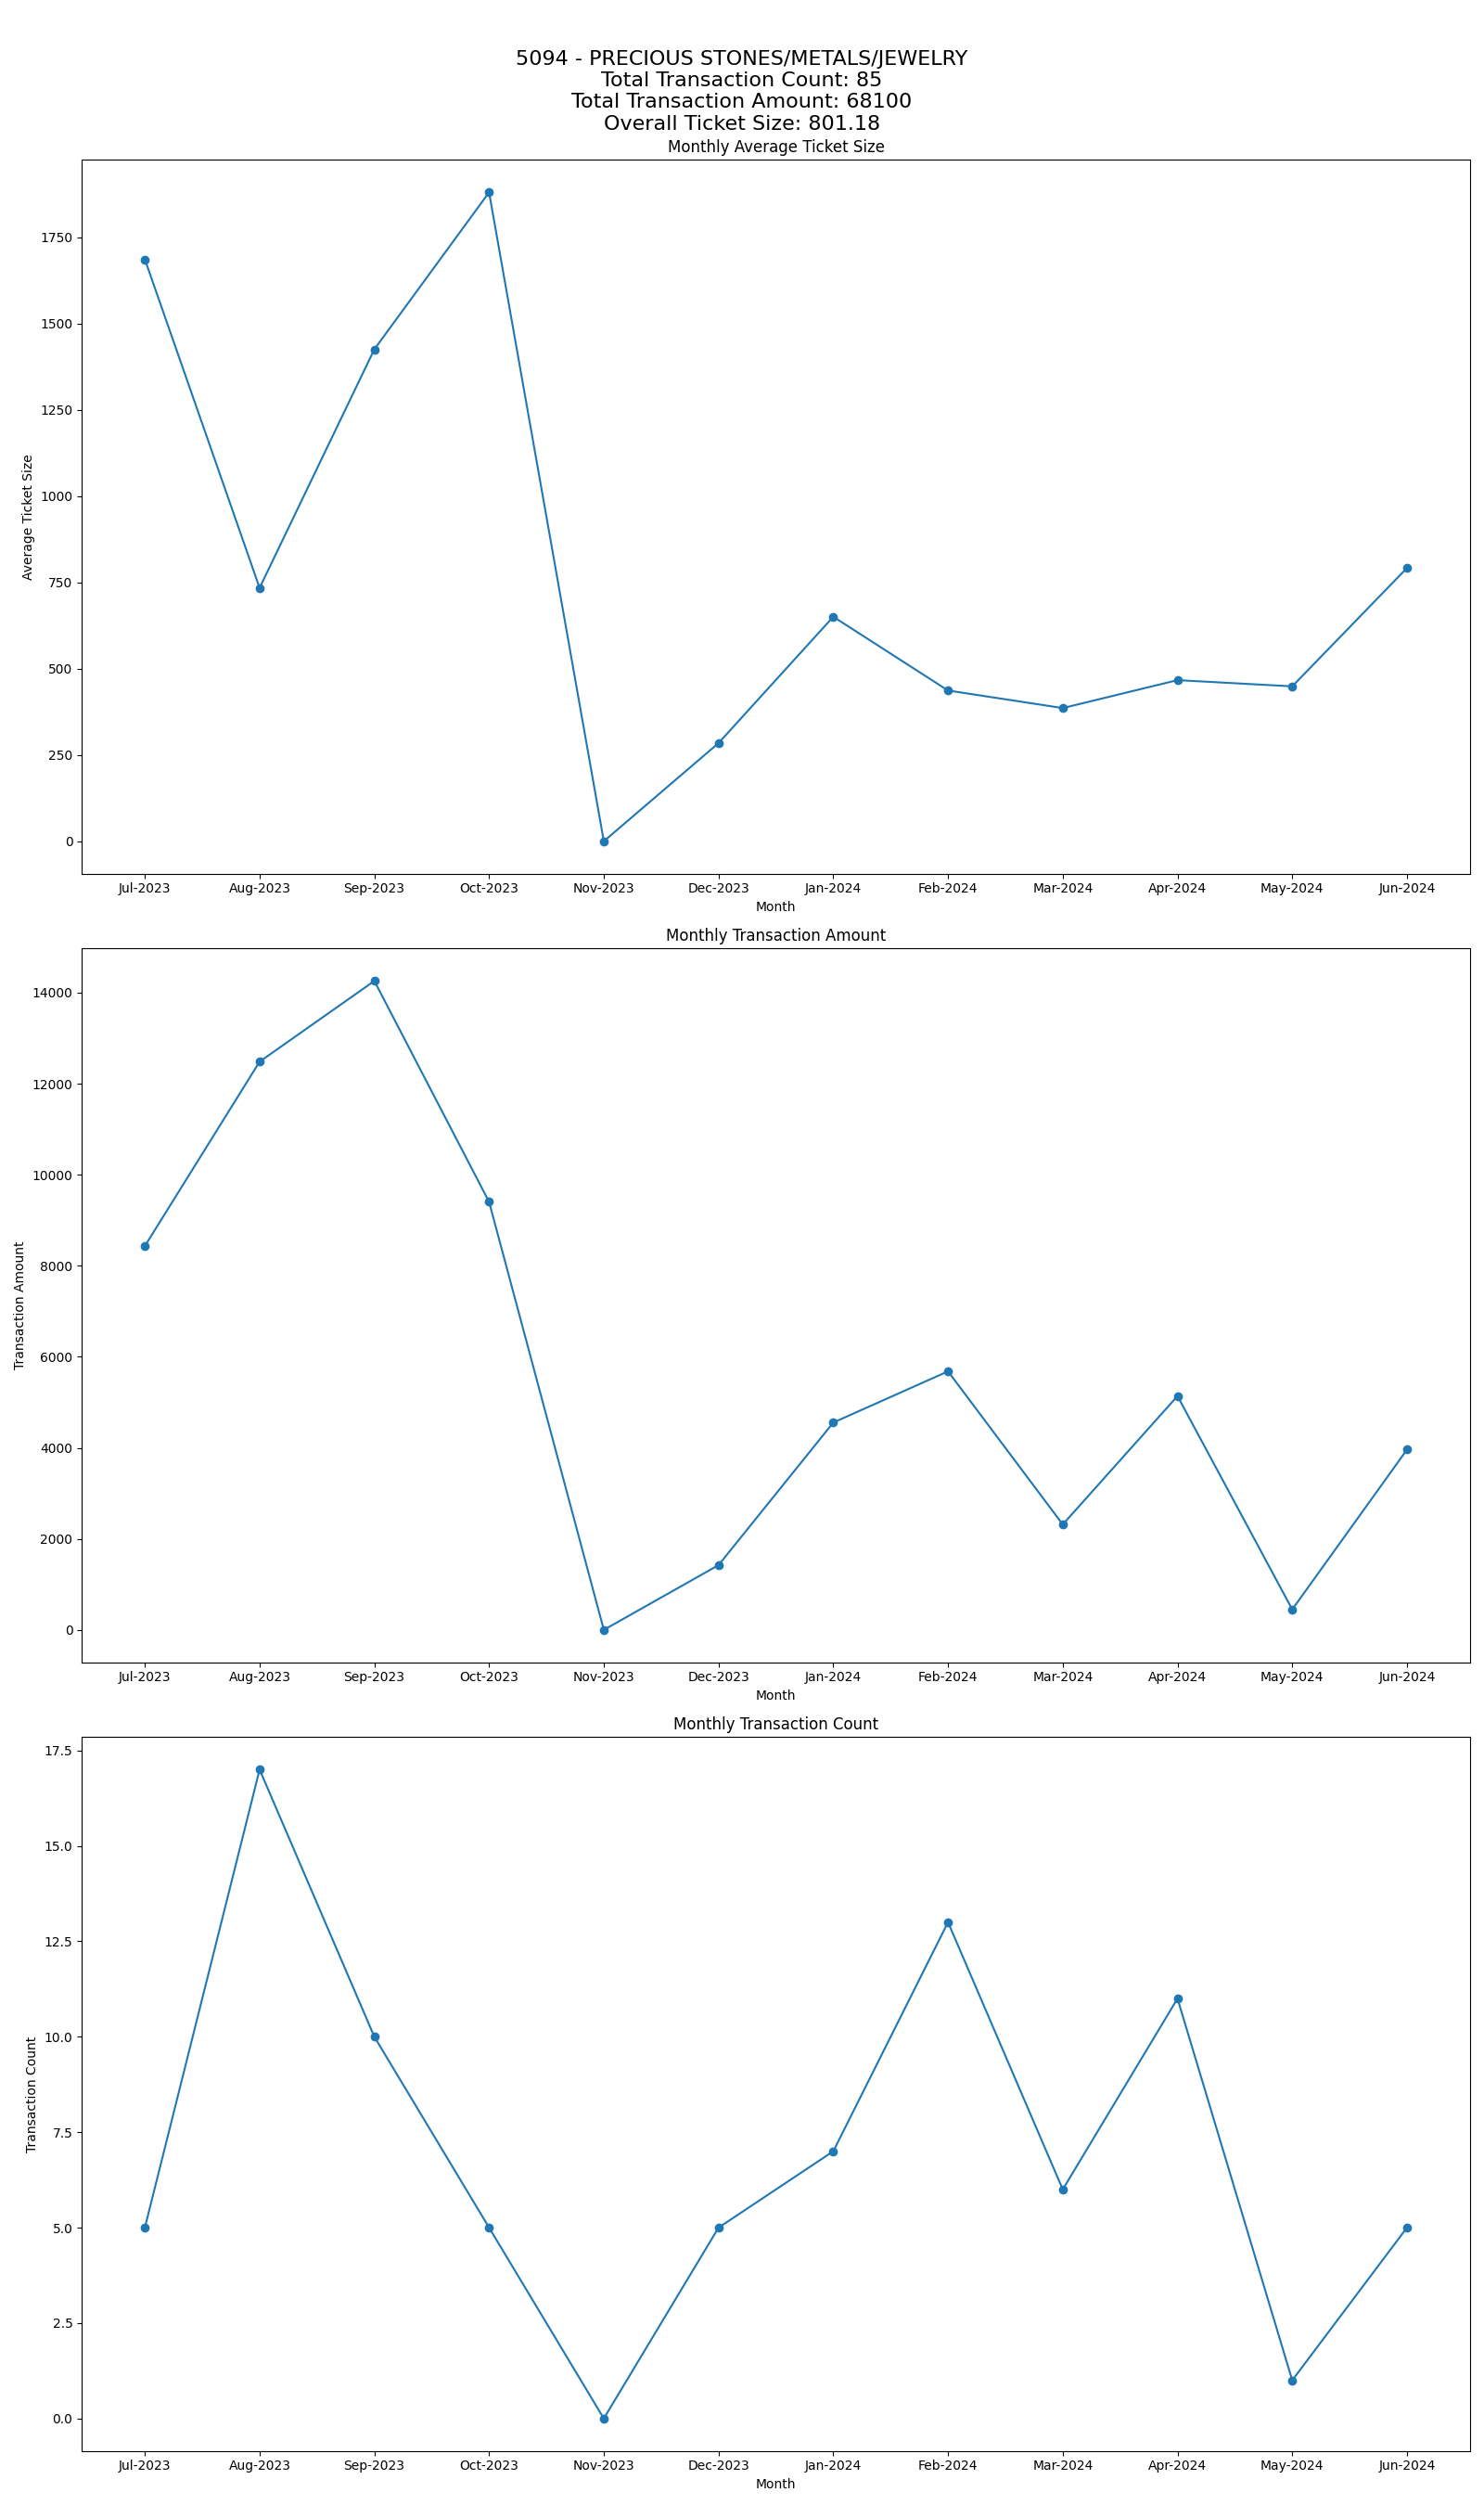 5094 - PRECIOUS STONES/METALS/JEWELRY
Total Transaction Count: 85
Total Transaction Amount: 68100
Overall Ticket Size: 801.18
Monthly Average Ticket Size
1750
1500
1250
1000
750
500
250
0
Average Ticket Size
Jul-2023 Aug-2023 Sep-2023 Oct-2023 Nov-2023 Dec-2023 Jan-2024 Feb-2024 Mar-2024 Apr-2024 May-2024 Jun-2024
Month
Monthly Transaction Amount
14000
12000
10000
8000
6000
4000
2000
0
Transaction Amount
Jul-2023 Aug-2023 Sep-2023 Oct-2023 Nov-2023 Dec-2023 Jan-2024 Feb-2024 Mar-2024 Apr-2024 May-2024 Jun-2024
Month
Monthly Transaction Count
17.5
15.0
12.5
10.0
7.5
5.0
2.5
0.0
Transaction Count
Jul-2023 Aug-2023 Sep-2023 Oct-2023 Nov-2023 Dec-2023 Jan-2024 Feb-2024 Mar-2024 Apr-2024 May-2024 Jun-2024
Month